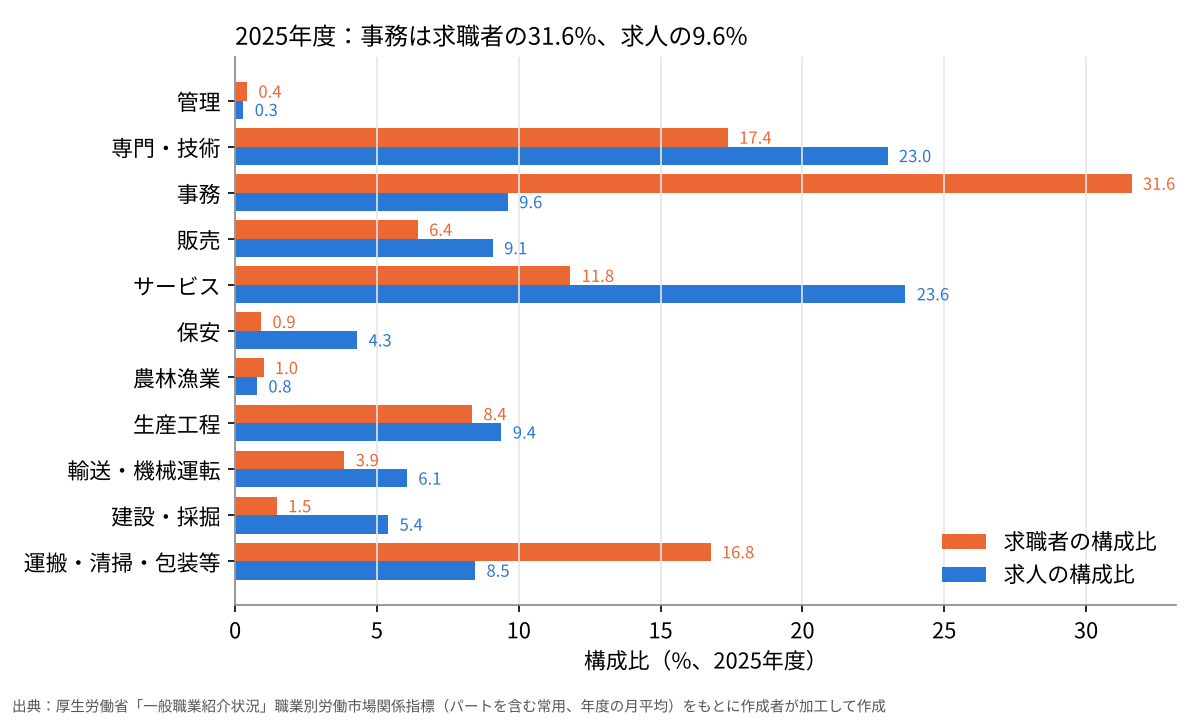 2025年度：事務は求職者の31.6%、求人の9.6%
管理
0.4
0.3
専門・技術
17.4
23.0
事務
31.6
9.6
販売
6.4
9.1
サービス
11.8
23.6
保安
0.9
4.3
農林漁業
1.0
0.8
生産工程
8.4
9.4
輸送・機械運転
3.9
6.1
建設・採掘
1.5
5.4
運搬・清掃・包装等
16.8
8.5
求職者の構成比
求人の構成比
0 5 10 15 20 25 30
構成比（%、2025年度）
出典：厚生労働省「一般職業紹介状況」職業別労働市場関係指標（パートを含む常用、年度の月平均）をもとに作成者が加工して作成